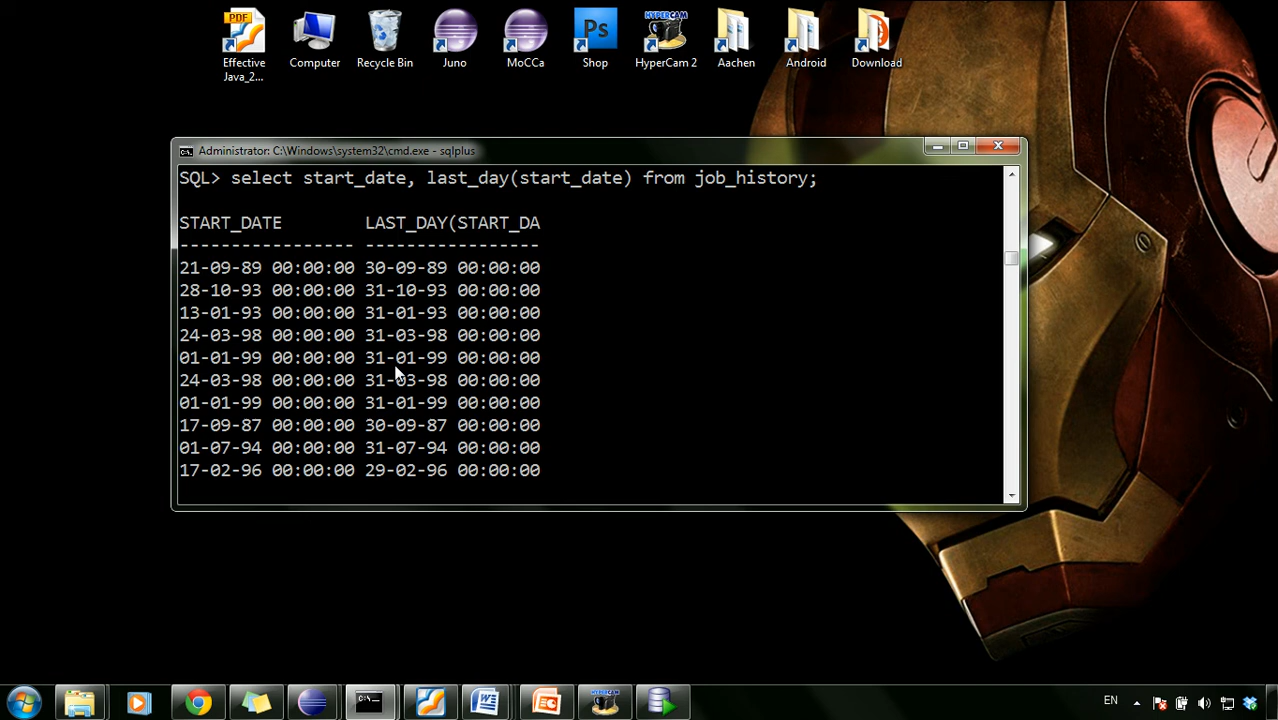 PDF
Effective
Java_2...
Computer
Recycle Bin
Juno
MoCCa
Ps
Shop
HYPERCAM
HyperCam 2
Aachen
Android
Download
Administrator: C:\Windows\system32\cmd.exe - sqlplus
SQL> select start_date, last_day(start_date) from job_history;
START_DATE        LAST_DAY(START_DA
----------------- -----------------
21-09-89 00:00:00 30-09-89 00:00:00
28-10-93 00:00:00 31-10-93 00:00:00
13-01-93 00:00:00 31-01-93 00:00:00
24-03-98 00:00:00 31-03-98 00:00:00
01-01-99 00:00:00 31-01-99 00:00:00
24-03-98 00:00:00 31-03-98 00:00:00
01-01-99 00:00:00 31-01-99 00:00:00
17-09-87 00:00:00 30-09-87 00:00:00
01-07-94 00:00:00 31-07-94 00:00:00
17-02-96 00:00:00 29-02-96 00:00:00
EN